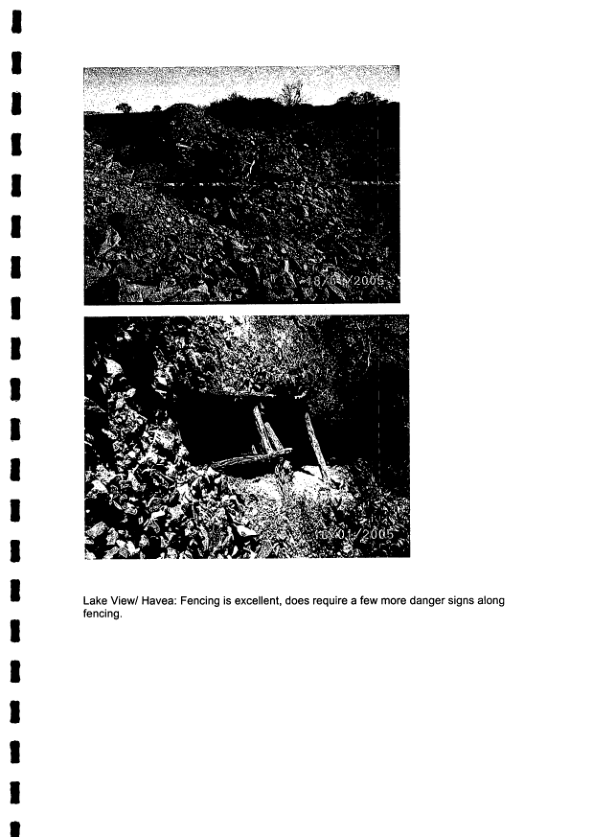 18/01/2005
18/01/2005
Lake View/ Havea: Fencing is excellent, does require a few more danger signs along
fencing.